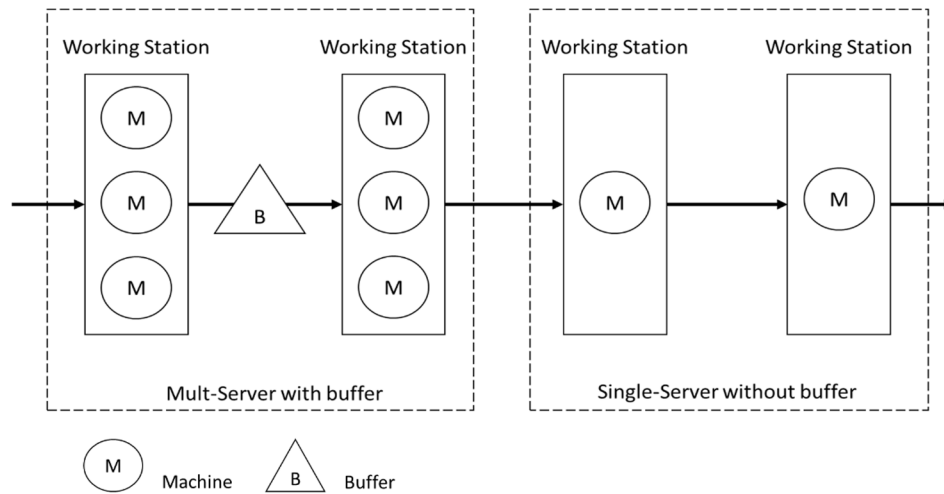 Working Station
Working Station
Working Station
Working Station
M
M
M
M
M
M
M
M
B
Mult-Server with buffer
Single-Server without buffer
M
Machine
B
Buffer